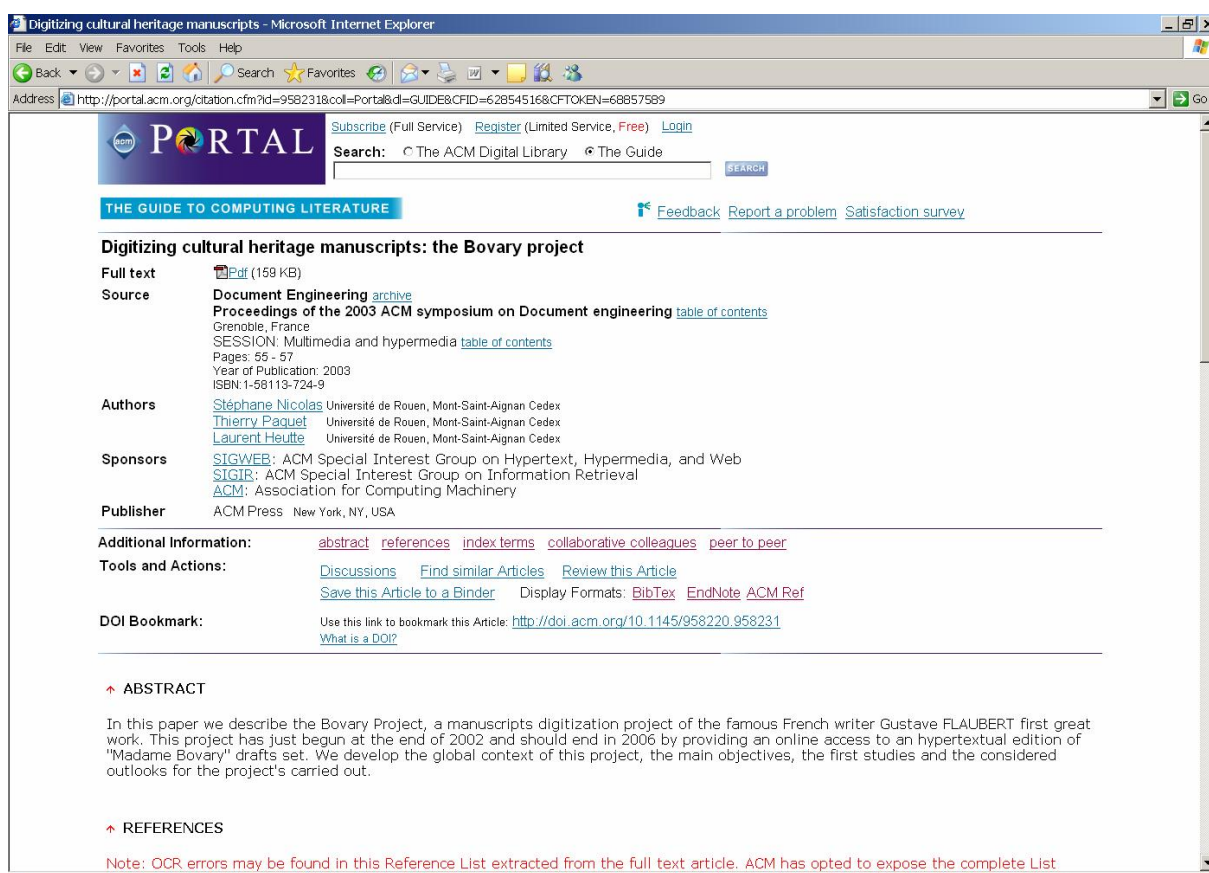 Digitizing cultural heritage manuscripts - Microsoft Internet Explorer
File Edit View Favorites Tools Help
Back Search Favorites
Address http://portal.acm.org/citation.cfm?id=958231&coll=Portal&dl=GUIDE&CFID=62854516&CFTOKEN=68857589 Go
acm PORTAL
Subscribe (Full Service) Register (Limited Service, Free) Login
Search: The ACM Digital Library The Guide
SEARCH
THE GUIDE TO COMPUTING LITERATURE
Feedback Report a problem Satisfaction survey
Digitizing cultural heritage manuscripts: the Bovary project
Full text Pdf (159 KB)
Source Document Engineering archive
Proceedings of the 2003 ACM symposium on Document engineering table of contents
Grenoble, France
SESSION: Multimedia and hypermedia table of contents
Pages: 55 - 57
Year of Publication: 2003
ISBN:1-58113-724-9
Authors Stéphane Nicolas Université de Rouen, Mont-Saint-Aignan Cedex
Thierry Paquet Université de Rouen, Mont-Saint-Aignan Cedex
Laurent Heutte Université de Rouen, Mont-Saint-Aignan Cedex
Sponsors SIGWEB: ACM Special Interest Group on Hypertext, Hypermedia, and Web
SIGIR: ACM Special Interest Group on Information Retrieval
ACM: Association for Computing Machinery
Publisher ACM Press New York, NY, USA
Additional Information: abstract references index terms collaborative colleagues peer to peer
Tools and Actions: Discussions Find similar Articles Review this Article
Save this Article to a Binder Display Formats: BibTex EndNote ACM Ref
DOI Bookmark: Use this link to bookmark this Article: http://doi.acm.org/10.1145/958220.958231
What is a DOI?
ABSTRACT
In this paper we describe the Bovary Project, a manuscripts digitization project of the famous French writer Gustave FLAUBERT first great
work. This project has just begun at the end of 2002 and should end in 2006 by providing an online access to an hypertextual edition of
"Madame Bovary" drafts set. We develop the global context of this project, the main objectives, the first studies and the considered
outlooks for the project's carried out.
REFERENCES
Note: OCR errors may be found in this Reference List extracted from the full text article. ACM has opted to expose the complete List